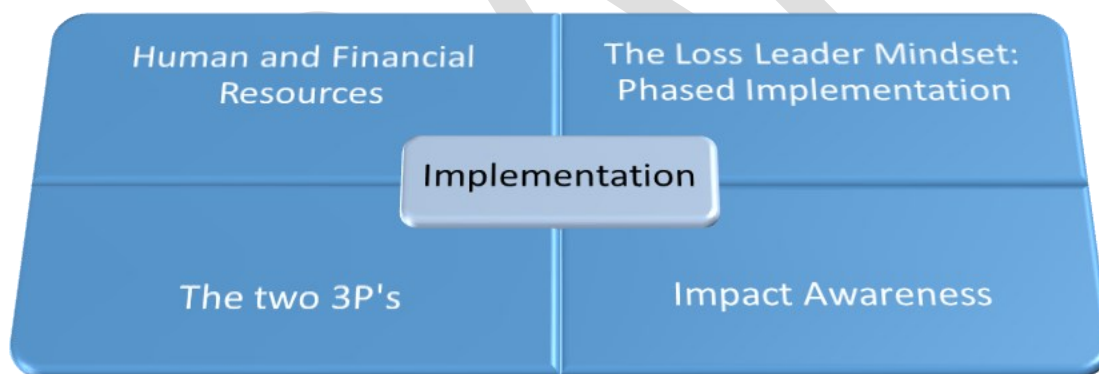 Human and Financial
Resources
The Loss Leader Mindset:
Phased Implementation
Implementation
The two 3P's
Impact Awareness